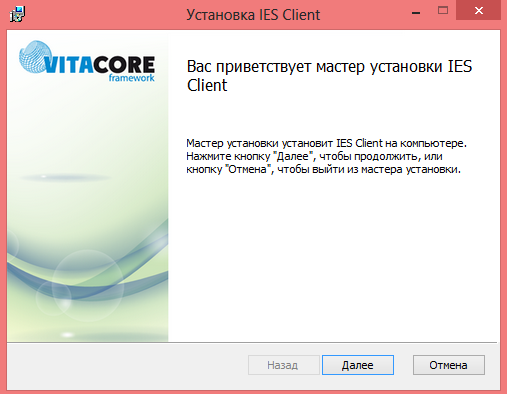 Установка IES Client
VITACORE
framework
Вас приветствует мастер установки IES
Client
Мастер установки установит IES Client на компьютере.
Нажмите кнопку "Далее", чтобы продолжить, или
кнопку "Отмена", чтобы выйти из мастера установки.
Назад
Далее
Отмена